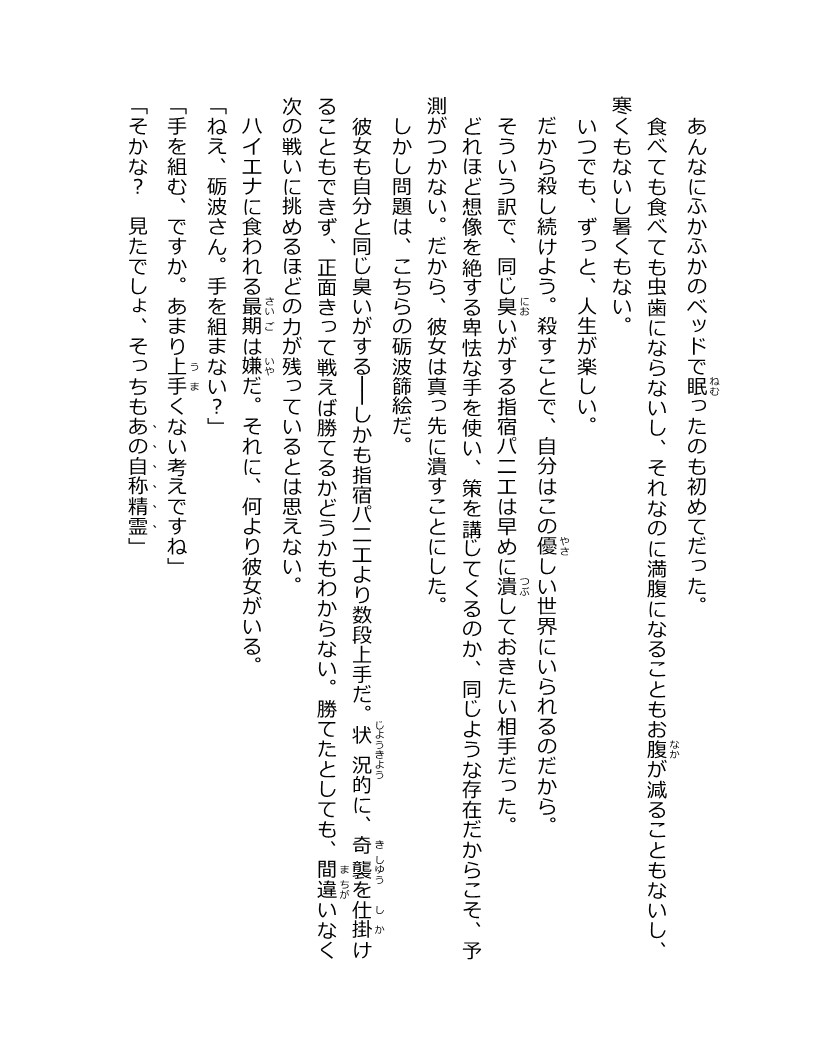 あんなにふかふかのベッドで眠ったのも初めてだった。
食べても食べても虫歯にならないし、それなのに満腹になることもお腹が減ることもないし、
寒くもないし暑くもない。
いつでも、ずっと、人生が楽しい。
だから殺し続けよう。殺すことで、自分はこの優しい世界にいられるのだから。
そういう訳で、同じ臭いがする指宿パニエは早めに潰しておきたい相手だった。
どれほど想像を絶する卑怯な手を使い、策を講じてくるのか、同じような存在だからこそ、予
測がつかない。だから、彼女は真っ先に潰すことにした。
しかし問題は、こちらの砺波篩絵だ。
彼女も自分と同じ臭いがする──しかも指宿パニエより数段上手だ。状況的に、奇襲を仕掛け
ることもできず、正面きって戦えば勝てるかどうかもわからない。勝てたとしても、間違いなく
次の戦いに挑めるほどの力が残っているとは思えない。
ハイエナに食われる最期は嫌だ。それに、何より彼女がいる。
「ねえ、砺波さん。手を組まない？」
「手を組む、ですか。あまり上手くない考えですね」
「そかな？　見たでしょ、そっちもあの自称精霊」